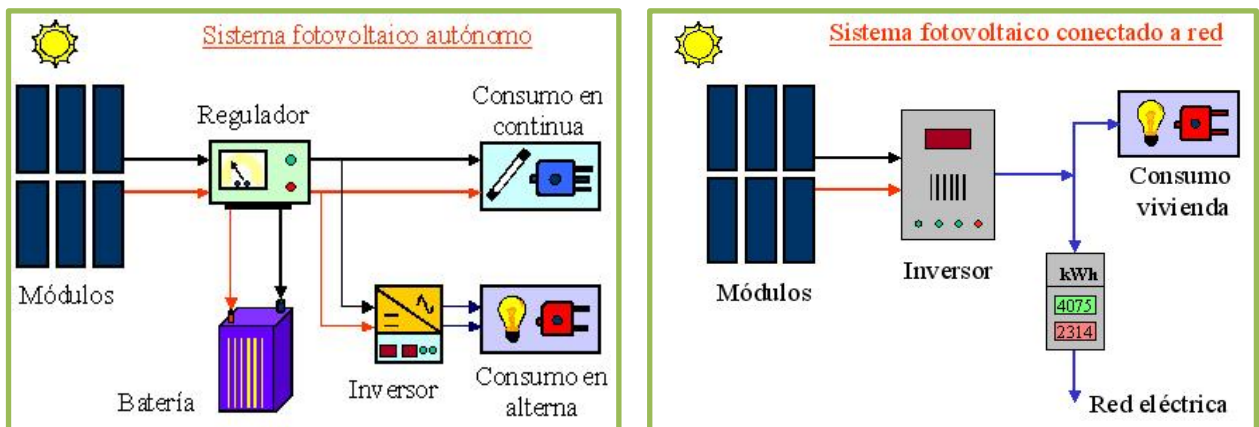 Sistema fotovoltaico autónomo
Regulador
Consumo en
continua
Módulos
Batería
Inversor
Consumo en
alterna
Sistema fotovoltaico conectado a red
Módulos
Inversor
Consumo
vivienda
kWh
4075
2314
Red eléctrica